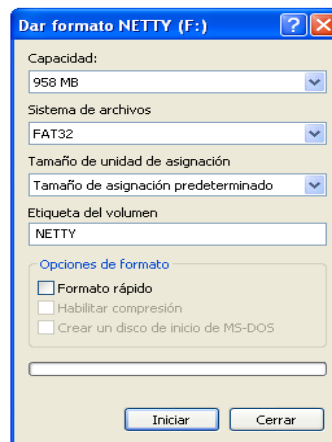 Dar formato NETTY (F:)
Capacidad:
958 MB
Sistema de archivos
FAT32
Tamaño de unidad de asignación
Tamaño de asignación predeterminado
Etiqueta del volumen
NETTY
Opciones de formato
Formato rápido
Habilitar compresión
Crear un disco de inicio de MS-DOS
Iniciar Cerrar